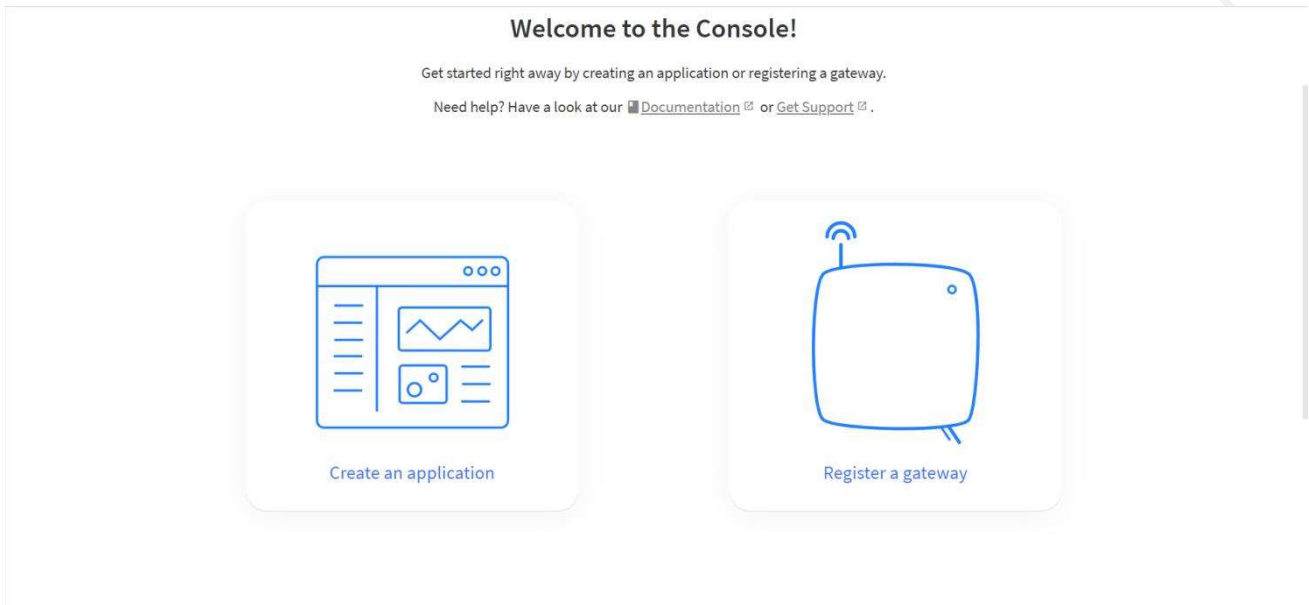 Welcome to the Console!
Get started right away by creating an application or registering a gateway.
Need help? Have a look at our Documentation or Get Support .
Create an application
Register a gateway